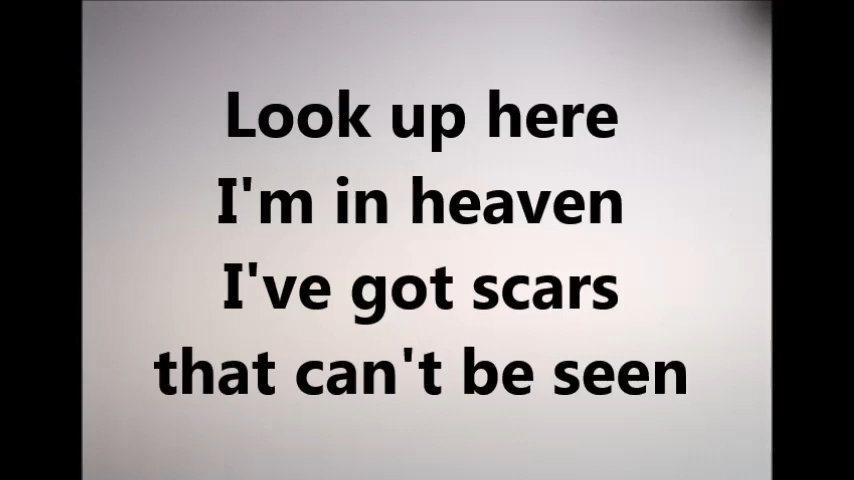 Look up here
I'm in heaven
I've got scars
that can't be seen